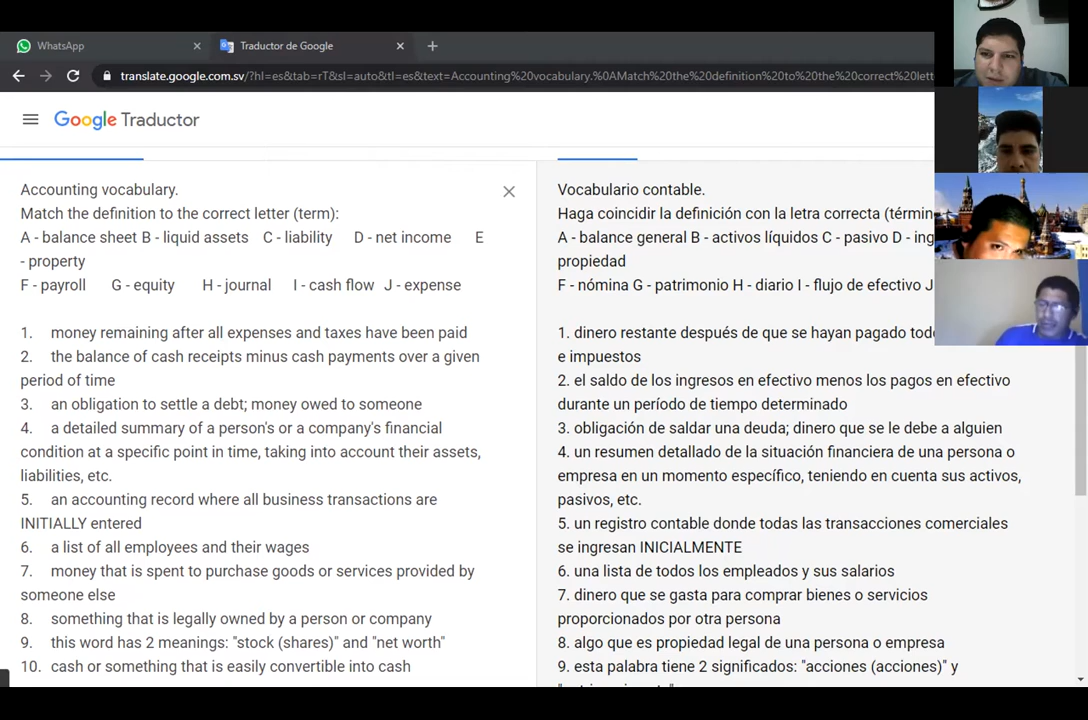 WhatsApp
Traductor de Google
translate.google.com.sv/?hl=es&tab=rT&sl=auto&tl=es&text=Accounting%20vocabulary.%0AMatch%20the%20definition%20to%20the%20correct%20lett
Google Traductor
Accounting vocabulary.
Match the definition to the correct letter (term):
A - balance sheet B - liquid assets C - liability D - net income E
- property
F - payroll G - equity H - journal I - cash flow J - expense
1. money remaining after all expenses and taxes have been paid
2. the balance of cash receipts minus cash payments over a given
period of time
3. an obligation to settle a debt; money owed to someone
4. a detailed summary of a person's or a company's financial
condition at a specific point in time, taking into account their assets,
liabilities, etc.
5. an accounting record where all business transactions are
INITIALLY entered
6. a list of all employees and their wages
7. money that is spent to purchase goods or services provided by
someone else
8. something that is legally owned by a person or company
9. this word has 2 meanings: "stock (shares)" and "net worth"
10. cash or something that is easily convertible into cash
Vocabulario contable.
Haga coincidir la definición con la letra correcta (términ
A - balance general B - activos líquidos C - pasivo D - ing
propiedad
F - nómina G - patrimonio H - diario I - flujo de efectivo J
1. dinero restante después de que se hayan pagado tod
e impuestos
2. el saldo de los ingresos en efectivo menos los pagos en efectivo
durante un período de tiempo determinado
3. obligación de saldar una deuda; dinero que se le debe a alguien
4. un resumen detallado de la situación financiera de una persona o
empresa en un momento específico, teniendo en cuenta sus activos,
pasivos, etc.
5. un registro contable donde todas las transacciones comerciales
se ingresan INICIALMENTE
6. una lista de todos los empleados y sus salarios
7. dinero que se gasta para comprar bienes o servicios
proporcionados por otra persona
8. algo que es propiedad legal de una persona o empresa
9. esta palabra tiene 2 significados: "acciones (acciones)" y